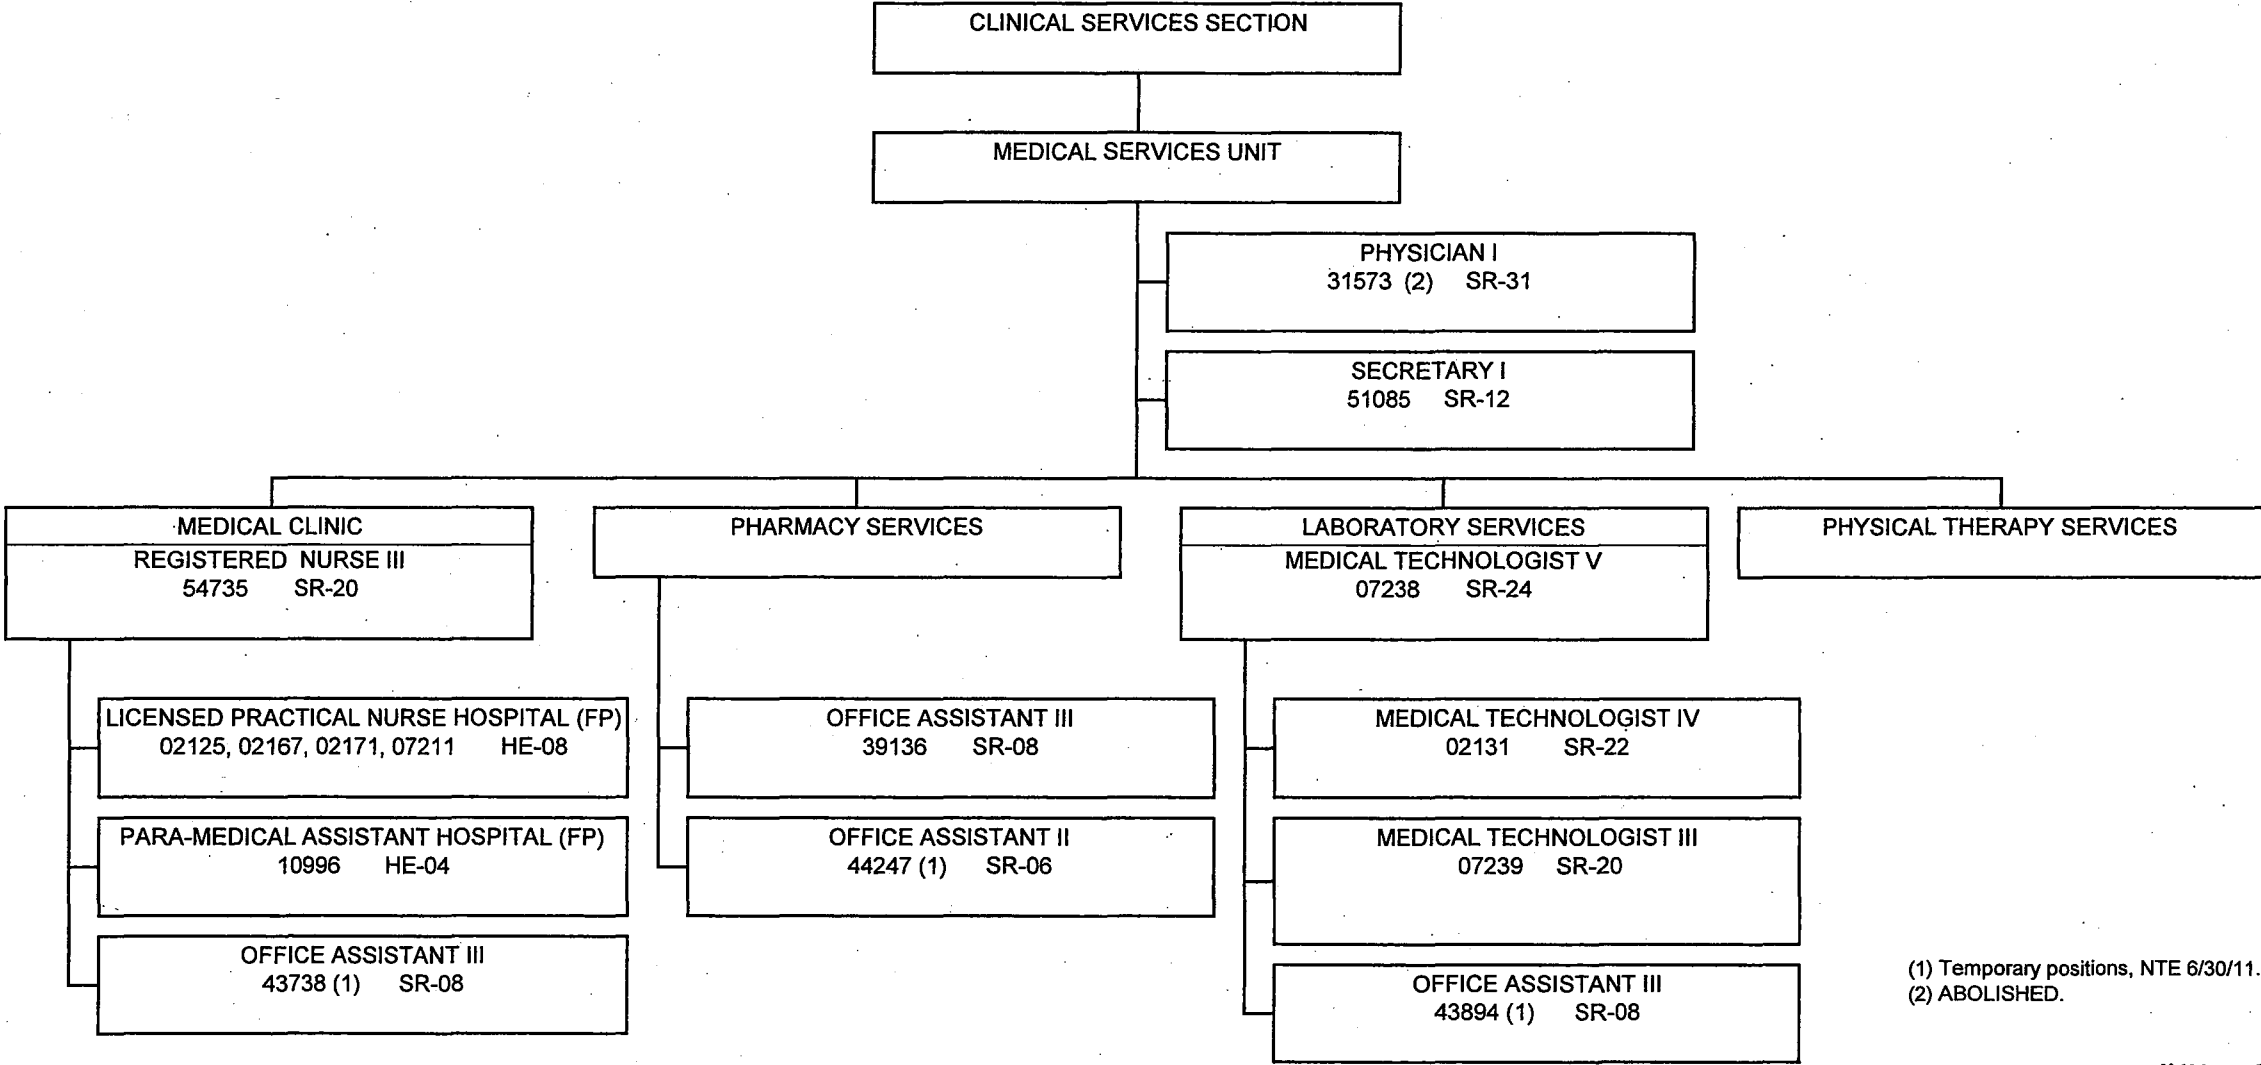 CLINICAL SERVICES SECTION
MEDICAL SERVICES UNIT
PHYSICIAN I
31573 (2) SR-31
SECRETARY I
51085 SR-12
MEDICAL CLINIC
REGISTERED NURSE III
54735 SR-20
LICENSED PRACTICAL NURSE HOSPITAL (FP)
02125, 02167, 02171, 07211 HE-08
PARA-MEDICAL ASSISTANT HOSPITAL (FP)
10996 HE-04
OFFICE ASSISTANT III
43738 (1) SR-08
PHARMACY SERVICES
OFFICE ASSISTANT III
39136 SR-08
OFFICE ASSISTANT II
44247 (1) SR-06
LABORATORY SERVICES
MEDICAL TECHNOLOGIST V
07238 SR-24
MEDICAL TECHNOLOGIST IV
02131 SR-22
MEDICAL TECHNOLOGIST III
07239 SR-20
OFFICE ASSISTANT III
43894 (1) SR-08
PHYSICAL THERAPY SERVICES
(1) Temporary positions, NTE 6/30/11.
(2) ABOLISHED.